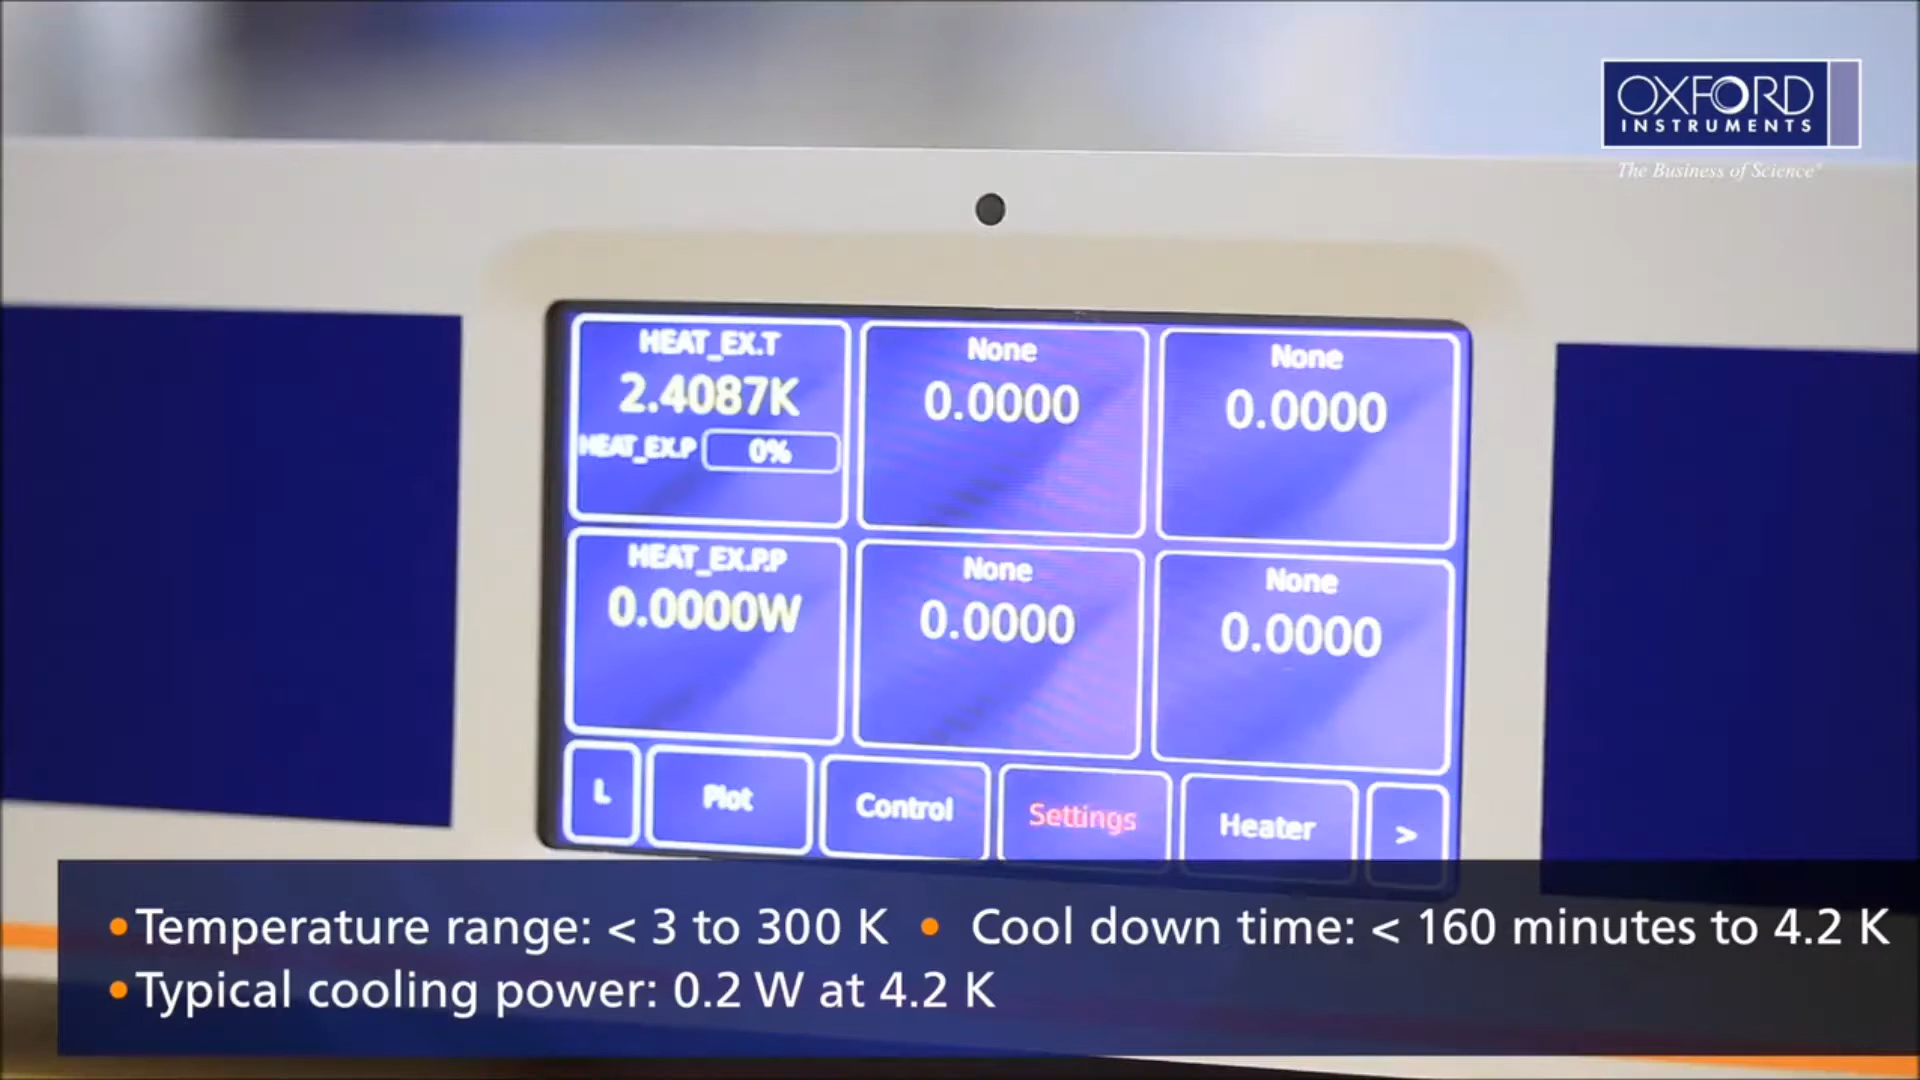 OXFORD
INSTRUMENTS
The Business of Science®
HEAT_EX.T
2.4087K
HEAT_EX.P 0%
None
0.0000
None
0.0000
HEAT_EX.P.P
0.0000W
None
0.0000
None
0.0000
L Plot Control Settings Heater >
•Temperature range: < 3 to 300 K • Cool down time: < 160 minutes to 4.2 K
•Typical cooling power: 0.2 W at 4.2 K